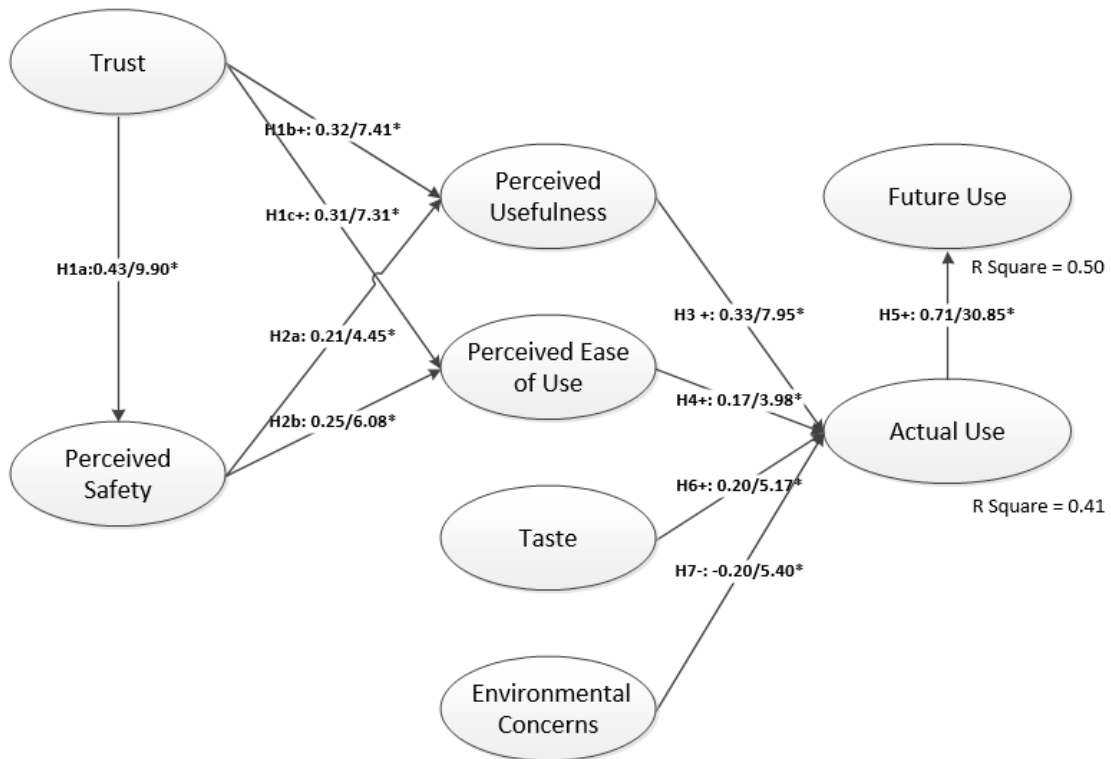 Trust
H1b+: 0.32/7.41*
Perceived
Usefulness
Future Use
H1c+: 0.31/7.31*
H1a:0.43/9.90*
R Square = 0.50
H3 +: 0.33/7.95*
H5+: 0.71/30.85*
H2a: 0.21/4.45*
Perceived Ease
of Use
H4+: 0.17/3.98*
H2b: 0.25/6.08*
Actual Use
Perceived
Safety
H6+: 0.20/5.17*
R Square = 0.41
Taste
H7-: -0.20/5.40*
Environmental
Concerns